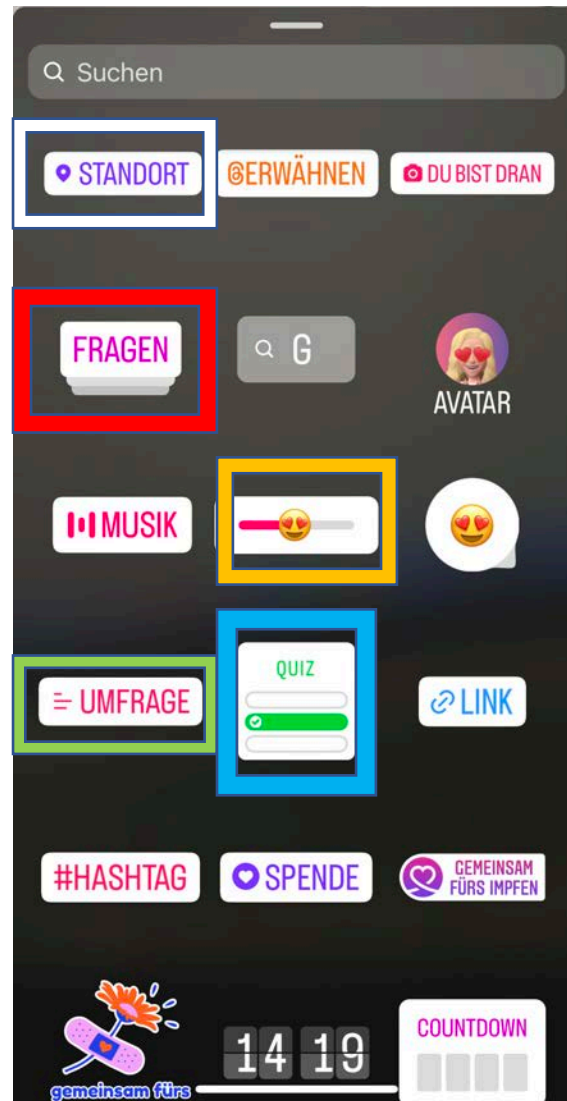 Suchen
STANDORT
@ERWÄHNEN
DU BIST DRAN
FRAGEN
G
AVATAR
MUSIK
UMFRAGE
QUIZ
LINK
#HASHTAG
SPENDE
GEMEINSAM
FÜRS IMPFEN
gemeinsam fürs
14 19
COUNTDOWN